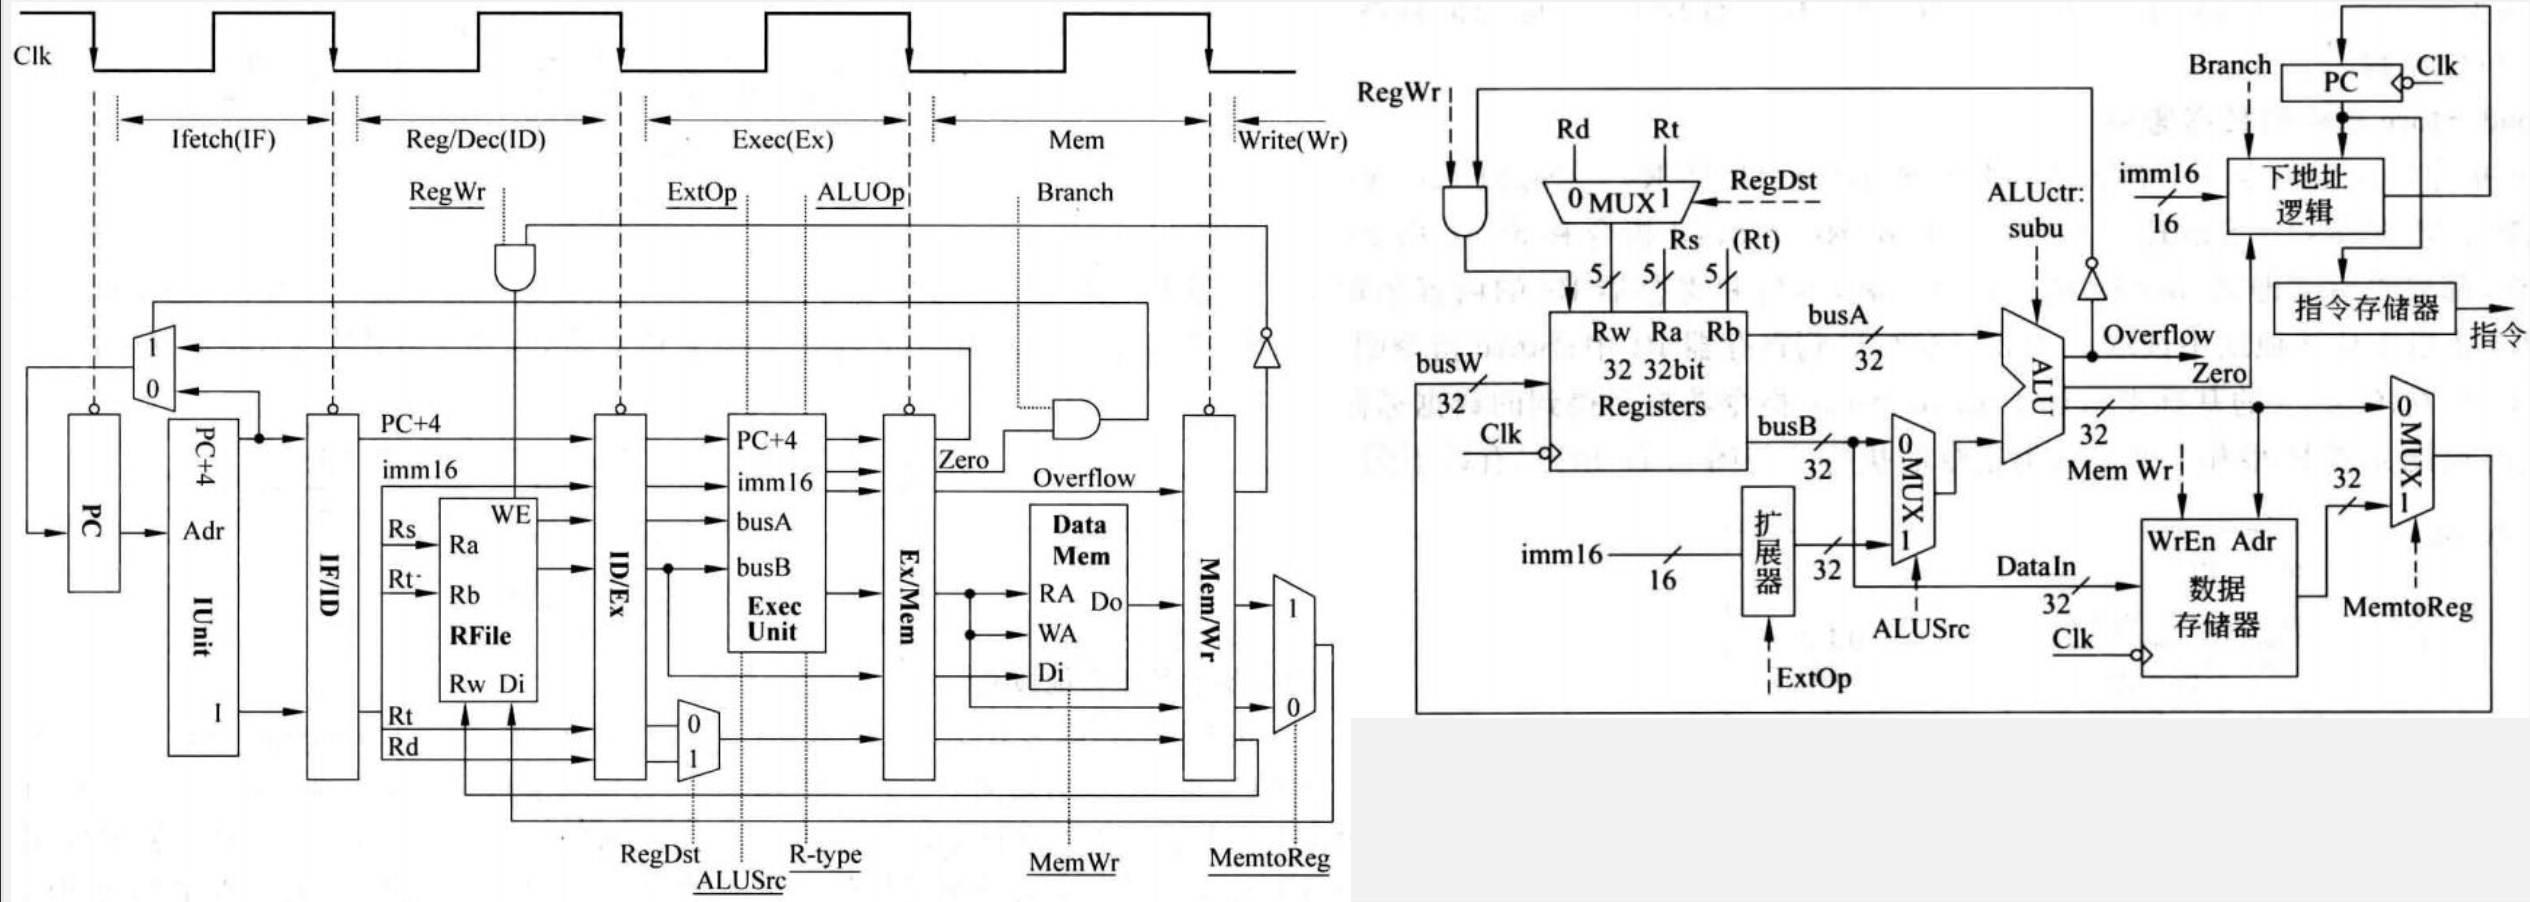 Clk
Ifetch(IF)
Reg/Dec(ID)
Exec(Ex)
Mem
Write(Wr)
RegWr
ExtOp
ALUOp
Branch
1
0
PC
PC+4
Adr
IUnit
I
IF/ID
PC+4
imm16
Rs
Rt
Rt
Rd
WE
Ra
Rb
RFile
Rw Di
ID/Ex
PC+4
imm16
busA
busB
Exec
Unit
0
1
Ex/Mem
Zero
Overflow
Data
Mem
RA
Do
WA
Di
Mem/Wr
1
0
RegDst
ALUSrc
R-type
MemWr
MemtoReg
RegWr
Rd
Rt
0 MUX 1
RegDst
Rs
(Rt)
5
5
5
Rw Ra Rb
32 32bit
Registers
busW
32
Clk
busA
32
busB
32
imm16
16
扩展器
32
ExtOp
0
MUX
1
ALUSrc
ALUctr:
subu
ALU
Overflow
Zero
32
Mem Wr
DataIn
32
Clk
WrEn Adr
数据
存储器
32
0
MUX
1
MemtoReg
Branch
PC
Clk
imm16
16
下地址
逻辑
指令存储器
指令